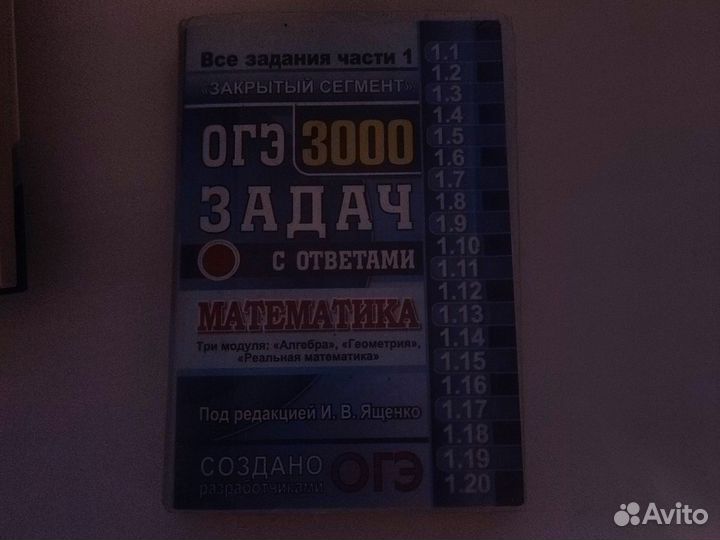 Все задания части 1
«ЗАКРЫТЫЙ СЕГМЕНТ»
ОГЭ 3000
ЗАДАЧ
С ОТВЕТАМИ
МАТЕМАТИКА
Три модуля: «Алгебра», «Геометрия»,
«Реальная математика»
Под редакцией И. В. Ященко
СОЗДАНО
разработчиками ОГЭ
1.1
1.2
1.3
1.4
1.5
1.6
1.7
1.8
1.9
1.10
1.11
1.12
1.13
1.14
1.15
1.16
1.17
1.18
1.19
1.20
Avito